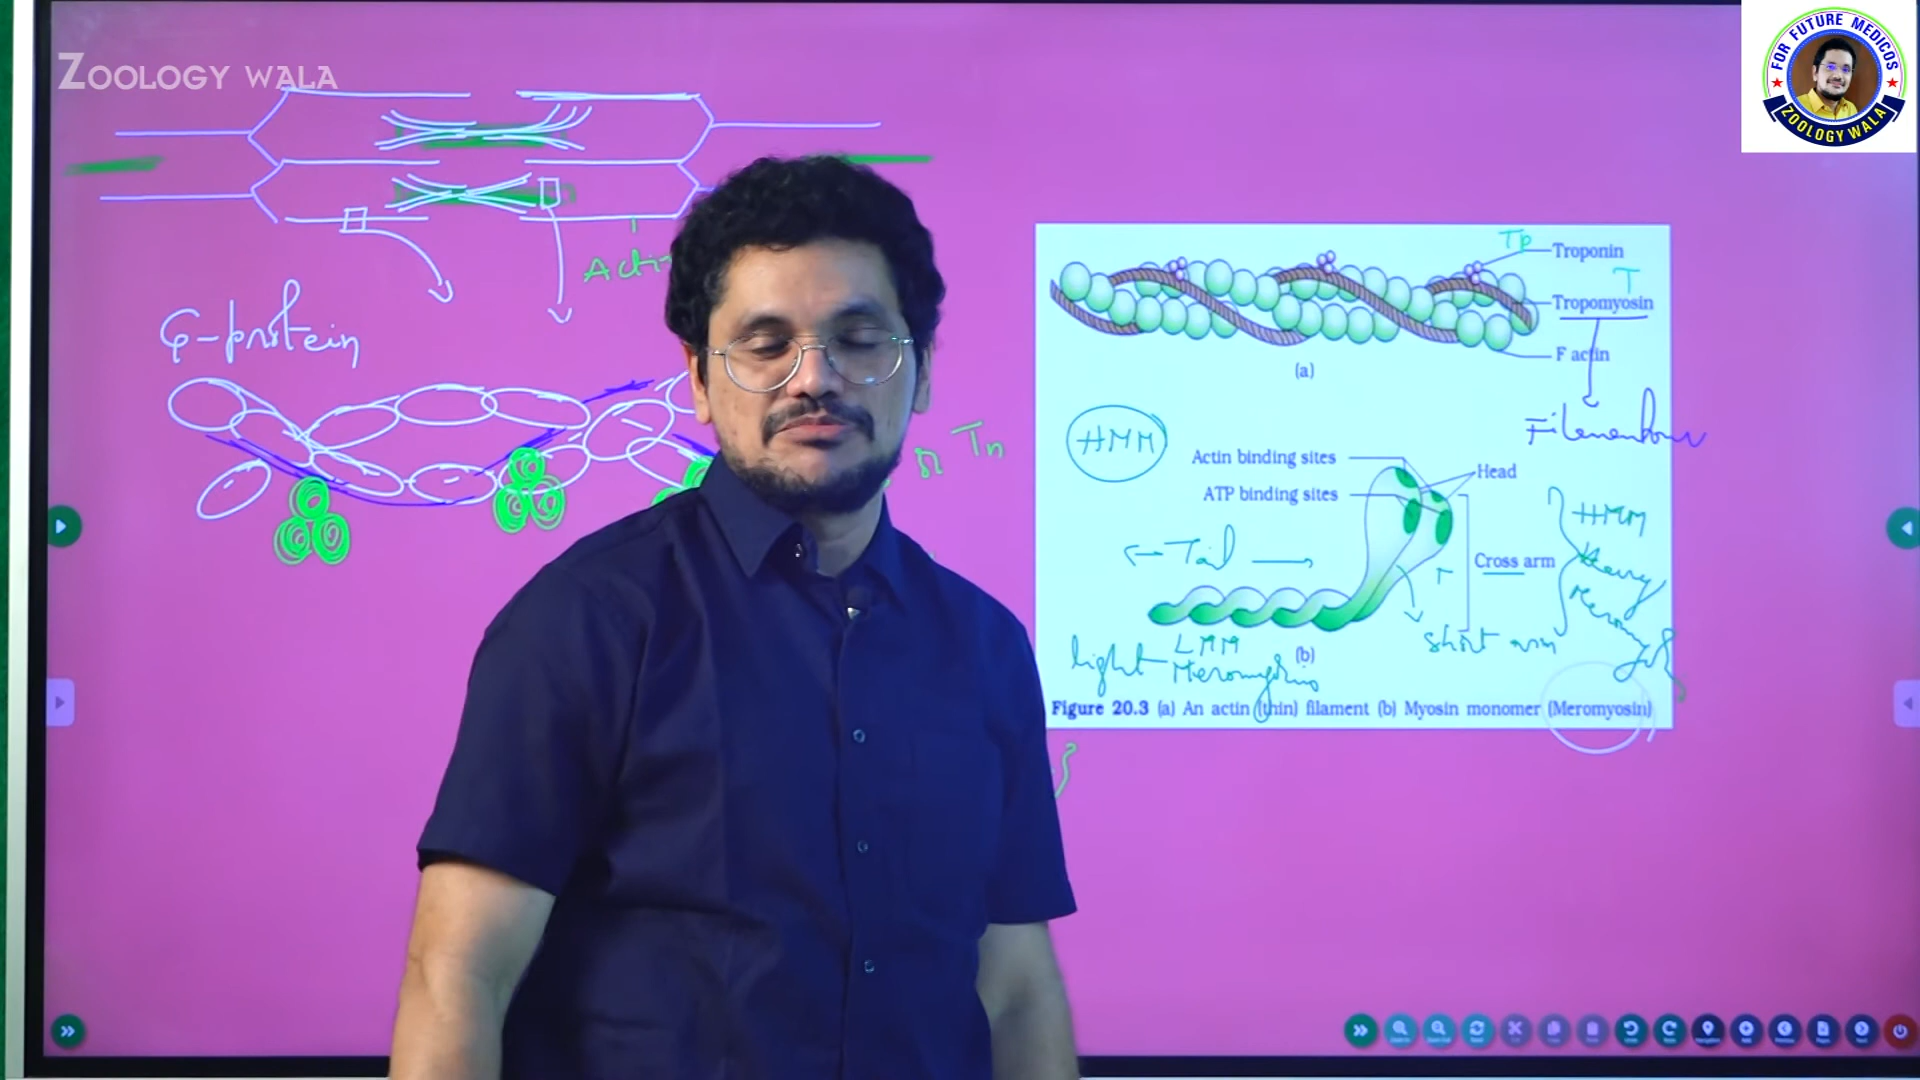 ZOOLOGY WALA
FOR FUTURE MEDICOS
ZOOLOGY WALA
Acti
G-protein
Tn
Tp
Troponin
T
Tropomyosin
F actin
(a)
HMM
Actin binding sites
ATP binding sites
Head
HMM
Heavy
Tail
Cross arm
short arm
LMM
light Meromyosin
(b)
Figure 20.3 (a) An actin (thin) filament (b) Myosin monomer (Meromyosin)